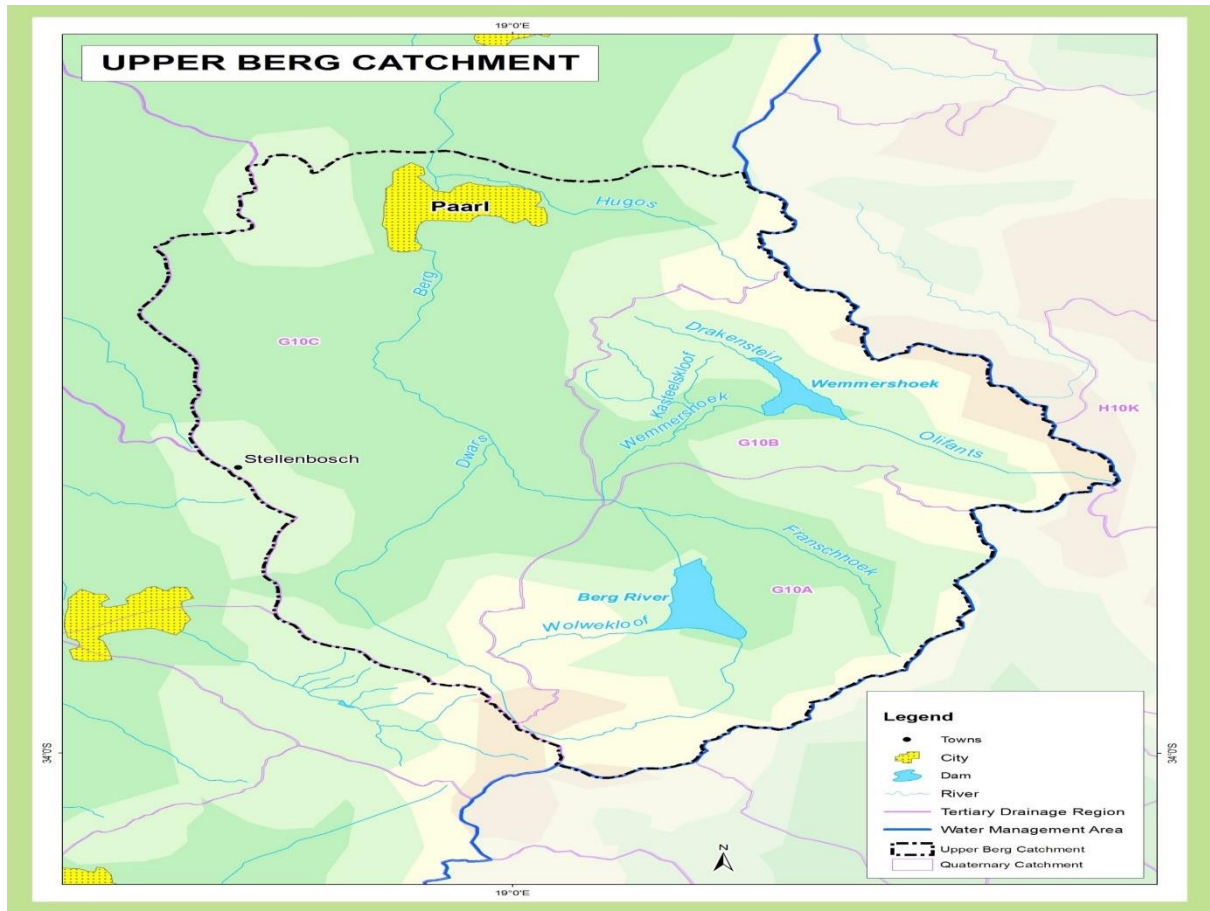 19°0'E
UPPER BERG CATCHMENT
Paarl
Hugos
Berg
G10C
Drakenstein
Kasteelskloof
Wemmershoek
Wemmershoek
H10K
G10B
Olifants
Dwars
Stellenbosch
Franschhoek
Berg River
G10A
Wolwekloof
34°0'S
34°0'S
Legend
Towns
City
Dam
River
Tertiary Drainage Region
Water Management Area
Upper Berg Catchment
Quaternary Catchment
N
19°0'E